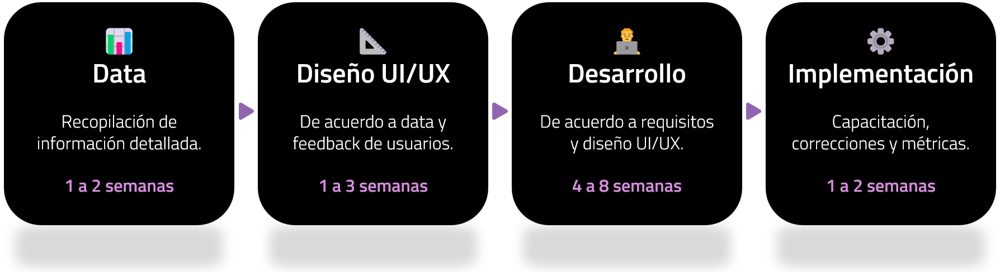 Data
Recopilación de
información detallada.
1 a 2 semanas
Diseño UI/UX
De acuerdo a data y
feedback de usuarios.
1 a 3 semanas
Desarrollo
De acuerdo a requisitos
y diseño UI/UX.
4 a 8 semanas
Implementación
Capacitación,
correcciones y métricas.
1 a 2 semanas